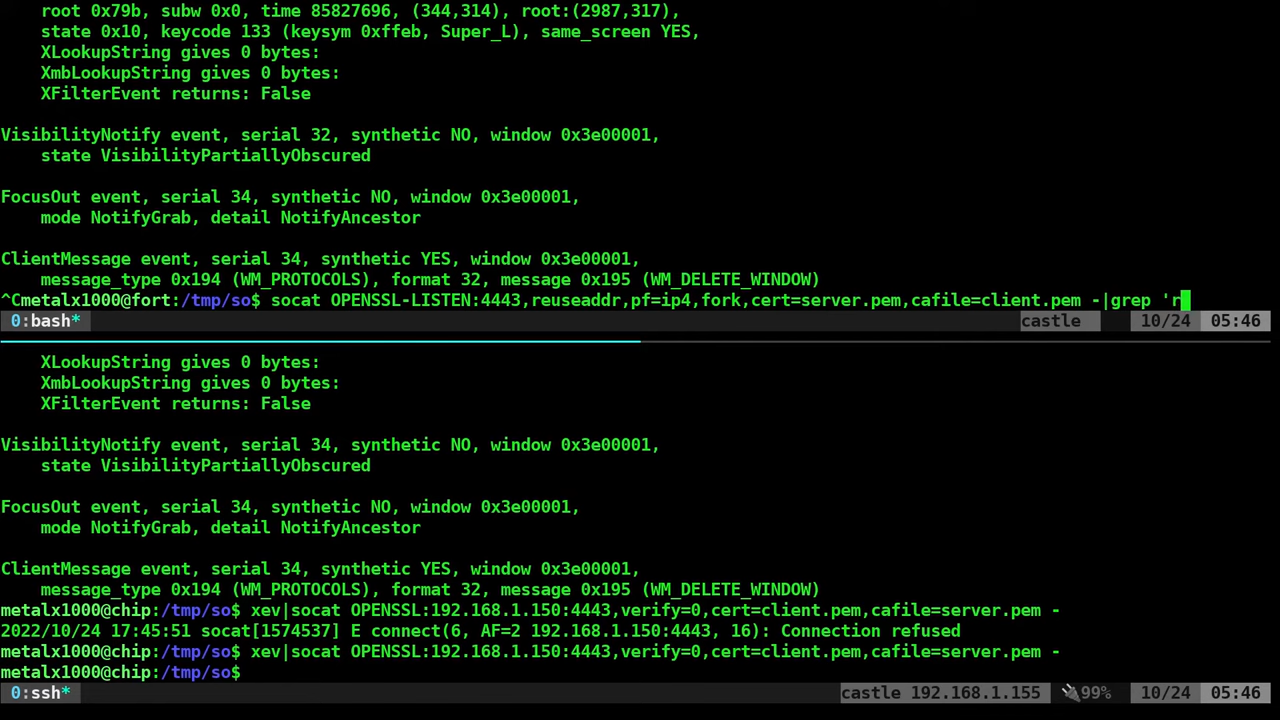 root 0x79b, subw 0x0, time 85827696, (344,314), root:(2987,317),
    state 0x10, keycode 133 (keysym 0xffeb, Super_L), same_screen YES,
    XLookupString gives 0 bytes:
    XmbLookupString gives 0 bytes:
    XFilterEvent returns: False

VisibilityNotify event, serial 32, synthetic NO, window 0x3e00001,
    state VisibilityPartiallyObscured

FocusOut event, serial 34, synthetic NO, window 0x3e00001,
    mode NotifyGrab, detail NotifyAncestor

ClientMessage event, serial 34, synthetic YES, window 0x3e00001,
    message_type 0x194 (WM_PROTOCOLS), format 32, message 0x195 (WM_DELETE_WINDOW)
^Cmetalx1000@fort:/tmp/so$ socat OPENSSL-LISTEN:4443,reuseaddr,pf=ip4,fork,cert=server.pem,cafile=client.pem -|grep 'r
0:bash* castle 10/24 05:46
    XLookupString gives 0 bytes:
    XmbLookupString gives 0 bytes:
    XFilterEvent returns: False

VisibilityNotify event, serial 34, synthetic NO, window 0x3e00001,
    state VisibilityPartiallyObscured

FocusOut event, serial 34, synthetic NO, window 0x3e00001,
    mode NotifyGrab, detail NotifyAncestor

ClientMessage event, serial 34, synthetic YES, window 0x3e00001,
    message_type 0x194 (WM_PROTOCOLS), format 32, message 0x195 (WM_DELETE_WINDOW)
metalx1000@chip:/tmp/so$ xev|socat OPENSSL:192.168.1.150:4443,verify=0,cert=client.pem,cafile=server.pem -
2022/10/24 17:45:51 socat[1574537] E connect(6, AF=2 192.168.1.150:4443, 16): Connection refused
metalx1000@chip:/tmp/so$ xev|socat OPENSSL:192.168.1.150:4443,verify=0,cert=client.pem,cafile=server.pem -
metalx1000@chip:/tmp/so$
0:ssh* castle 192.168.1.155 🔌99% 10/24 05:46